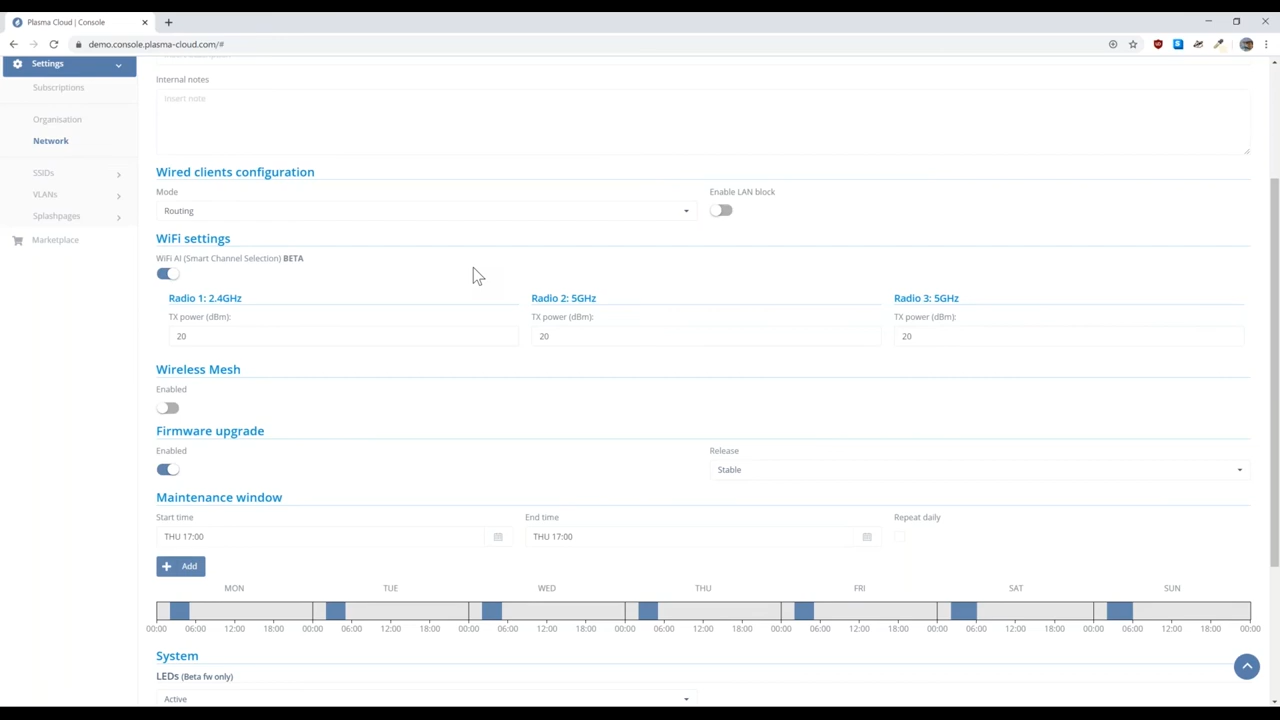 Plasma Cloud | Console
demo.console.plasma-cloud.com/#
Settings
Subscriptions
Organisation
Network
SSIDs
VLANs
Splashpages
Marketplace
Internal notes
Insert note
Wired clients configuration
Mode Enable LAN block
Routing
WiFi settings
WiFi AI (Smart Channel Selection) BETA
Radio 1: 2.4GHz Radio 2: 5GHz Radio 3: 5GHz
TX power (dBm): TX power (dBm): TX power (dBm):
20 20 20
Wireless Mesh
Enabled
Firmware upgrade
Enabled Release
Stable
Maintenance window
Start time End time Repeat daily
THU 17:00 THU 17:00
Add
MON TUE WED THU FRI SAT SUN
00:00 06:00 12:00 18:00 00:00 06:00 12:00 18:00 00:00 06:00 12:00 18:00 00:00 06:00 12:00 18:00 00:00 06:00 12:00 18:00 00:00 06:00 12:00 18:00 00:00 06:00 12:00 18:00 00:00
System
LEDs (Beta fw only)
Active